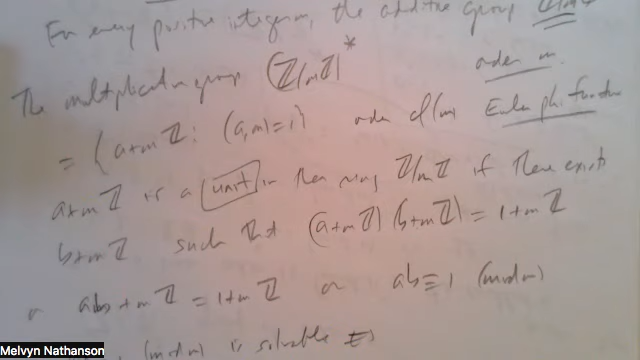 For every positive integer m, the additive group
The multiplicative group (ℤ/mℤ)* order m.
= { a+mℤ : (a,m)=1 } order φ(m) Euler phi function
a+mℤ is a unit in the ring ℤ/mℤ if there exists
b+mℤ such that (a+mℤ)(b+mℤ) = 1+mℤ
or ab+mℤ = 1+mℤ or ab≡1 (mod m)
(mod m) is solvable
Melvyn Nathanson